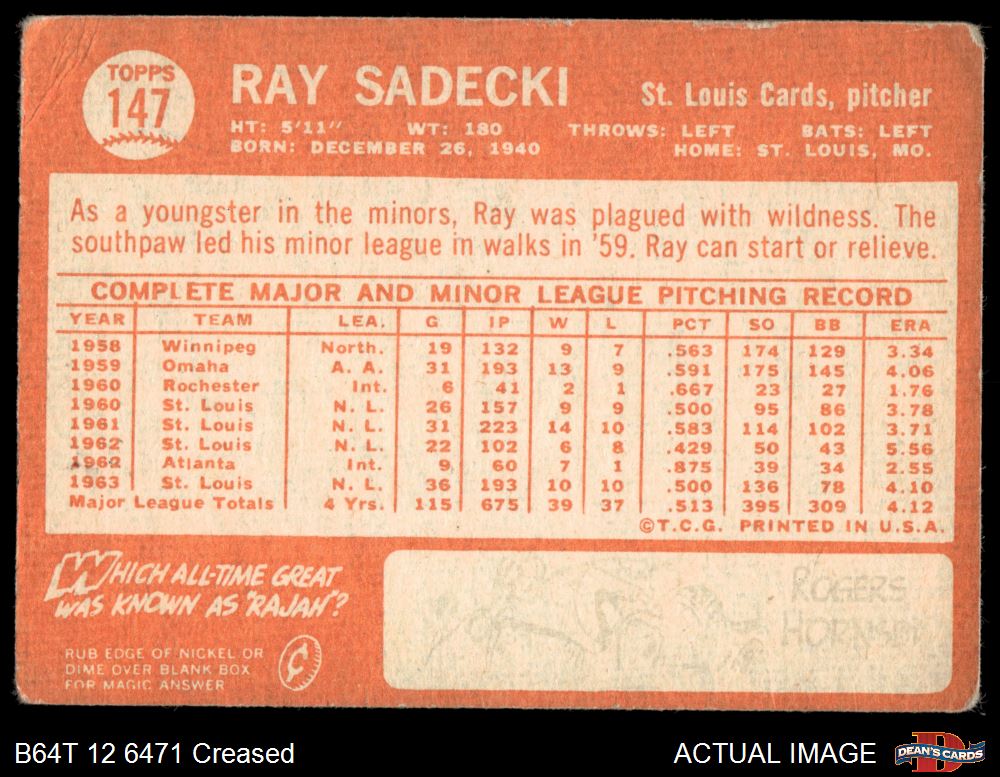 TOPPS
147
RAY SADECKI
St. Louis Cards, pitcher
HT: 5'11" WT: 180 THROWS: LEFT BATS: LEFT
BORN: DECEMBER 26, 1940 HOME: ST. LOUIS, MO.
As a youngster in the minors, Ray was plagued with wildness. The
southpaw led his minor league in walks in '59. Ray can start or relieve.
COMPLETE MAJOR AND MINOR LEAGUE PITCHING RECORD
YEAR TEAM LEA. G IP W L PCT SO BB ERA
1958 Winnipeg North. 19 132 9 7 .563 174 129 3.34
1959 Omaha A. A. 31 193 13 9 .591 175 145 4.06
1960 Rochester Int. 6 41 2 1 .667 23 27 1.76
1960 St. Louis N. L. 26 157 9 9 .500 95 86 3.78
1961 St. Louis N. L. 31 223 14 10 .583 114 102 3.71
1962 St. Louis N. L. 22 102 6 8 .429 50 43 5.56
1962 Atlanta Int. 9 60 7 1 .875 39 34 2.55
1963 St. Louis N. L. 36 193 10 10 .500 136 78 4.10
Major League Totals 4 Yrs. 115 675 39 37 .513 395 309 4.12
©T.C.G. PRINTED IN U.S.A.
WHICH ALL-TIME GREAT
WAS KNOWN AS "RAJAH"?
RUB EDGE OF NICKEL OR
DIME OVER BLANK BOX
FOR MAGIC ANSWER
¢
ROGERS
HORNSBY
B64T 12 6471 Creased
ACTUAL IMAGE
D
DEAN'S CARDS